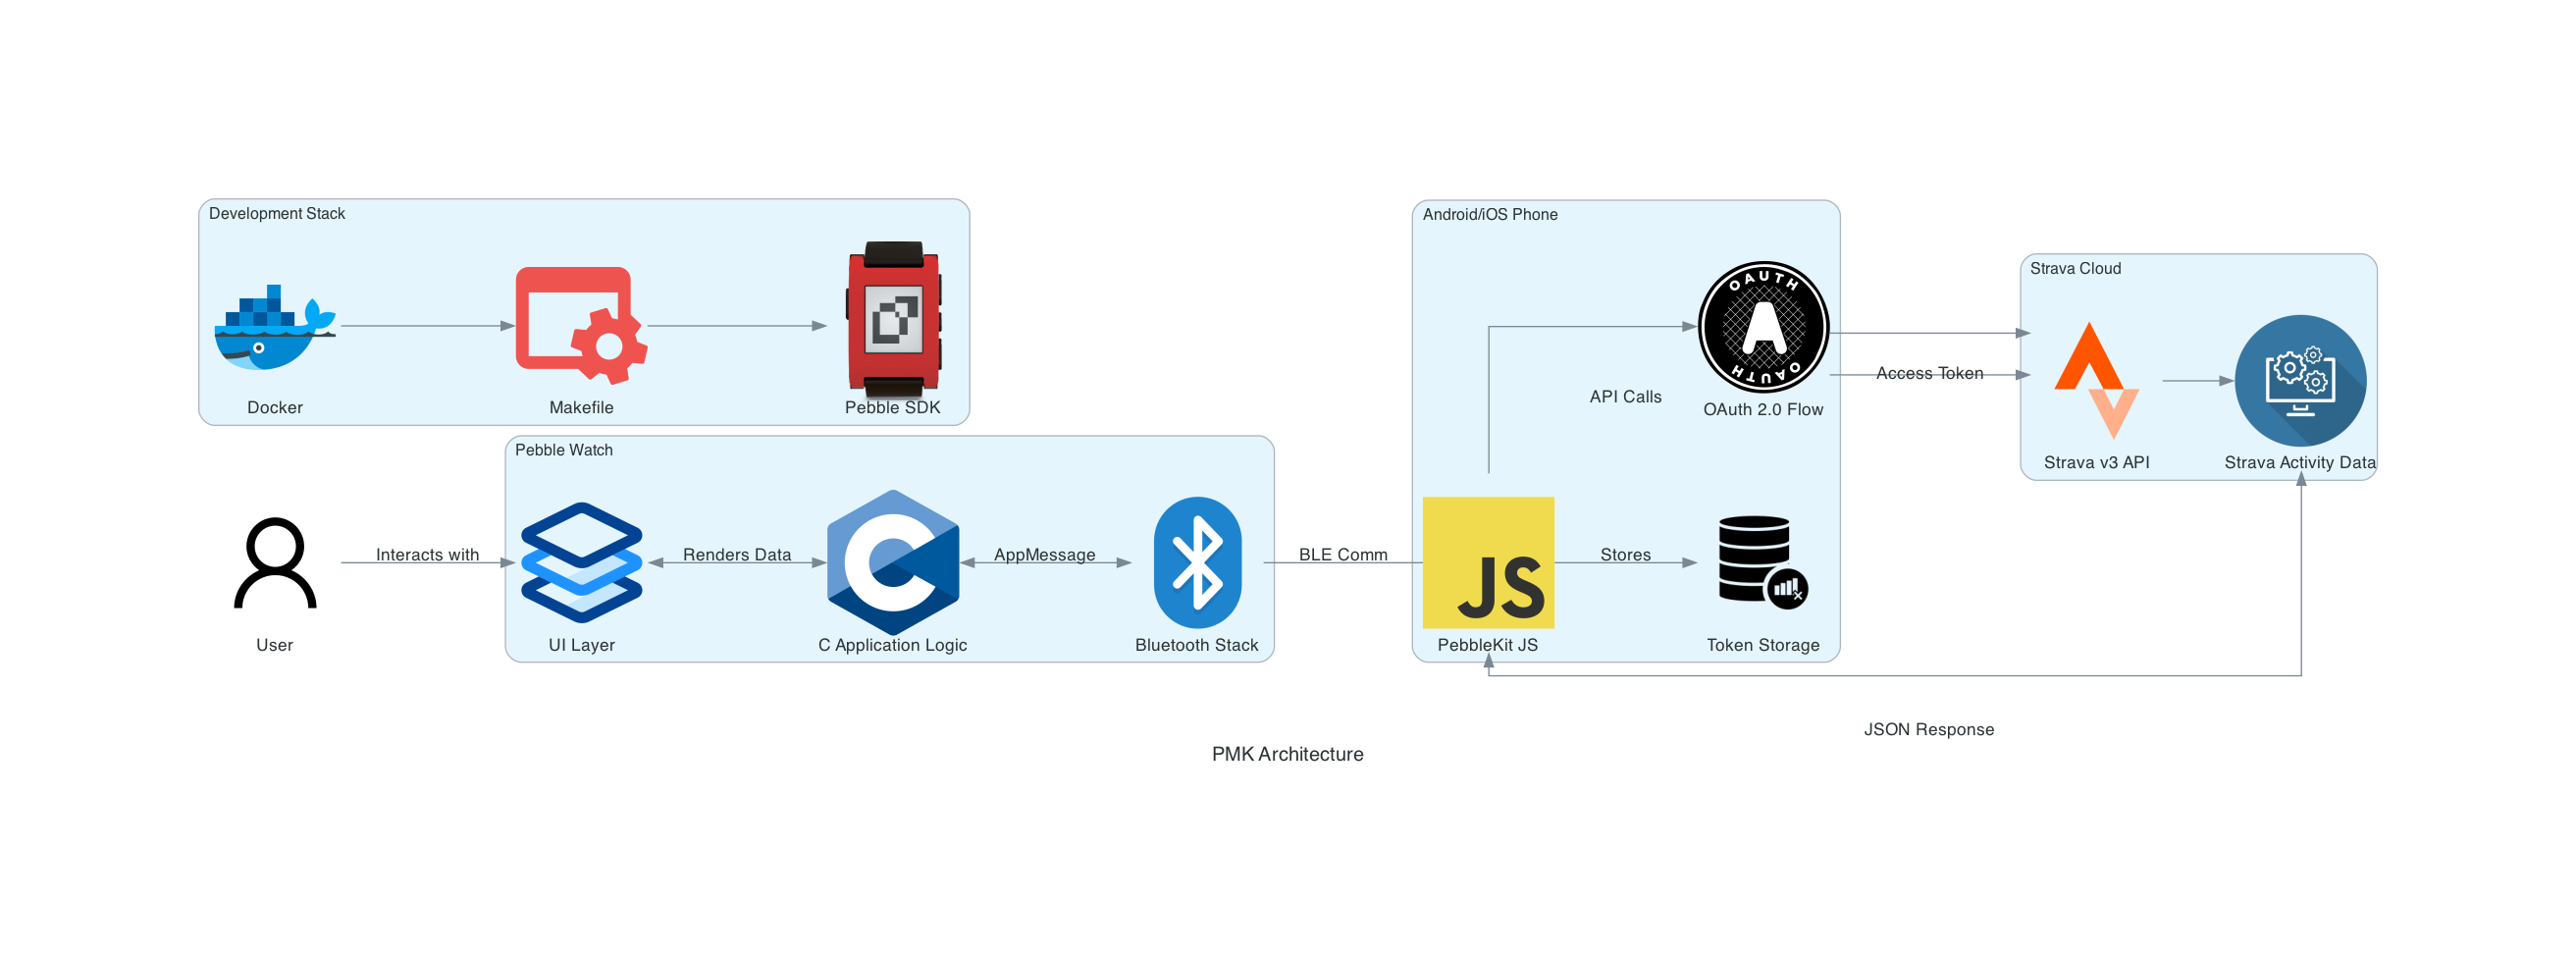 Development Stack
Docker
Makefile
Pebble SDK
Pebble Watch
User
Interacts with
UI Layer
Renders Data
C Application Logic
AppMessage
Bluetooth Stack
BLE Comm
Android/iOS Phone
API Calls
OAUTH
A
OAUTH
OAuth 2.0 Flow
JS
PebbleKit JS
Stores
Token Storage
Access Token
Strava Cloud
Strava v3 API
Strava Activity Data
JSON Response
PMK Architecture